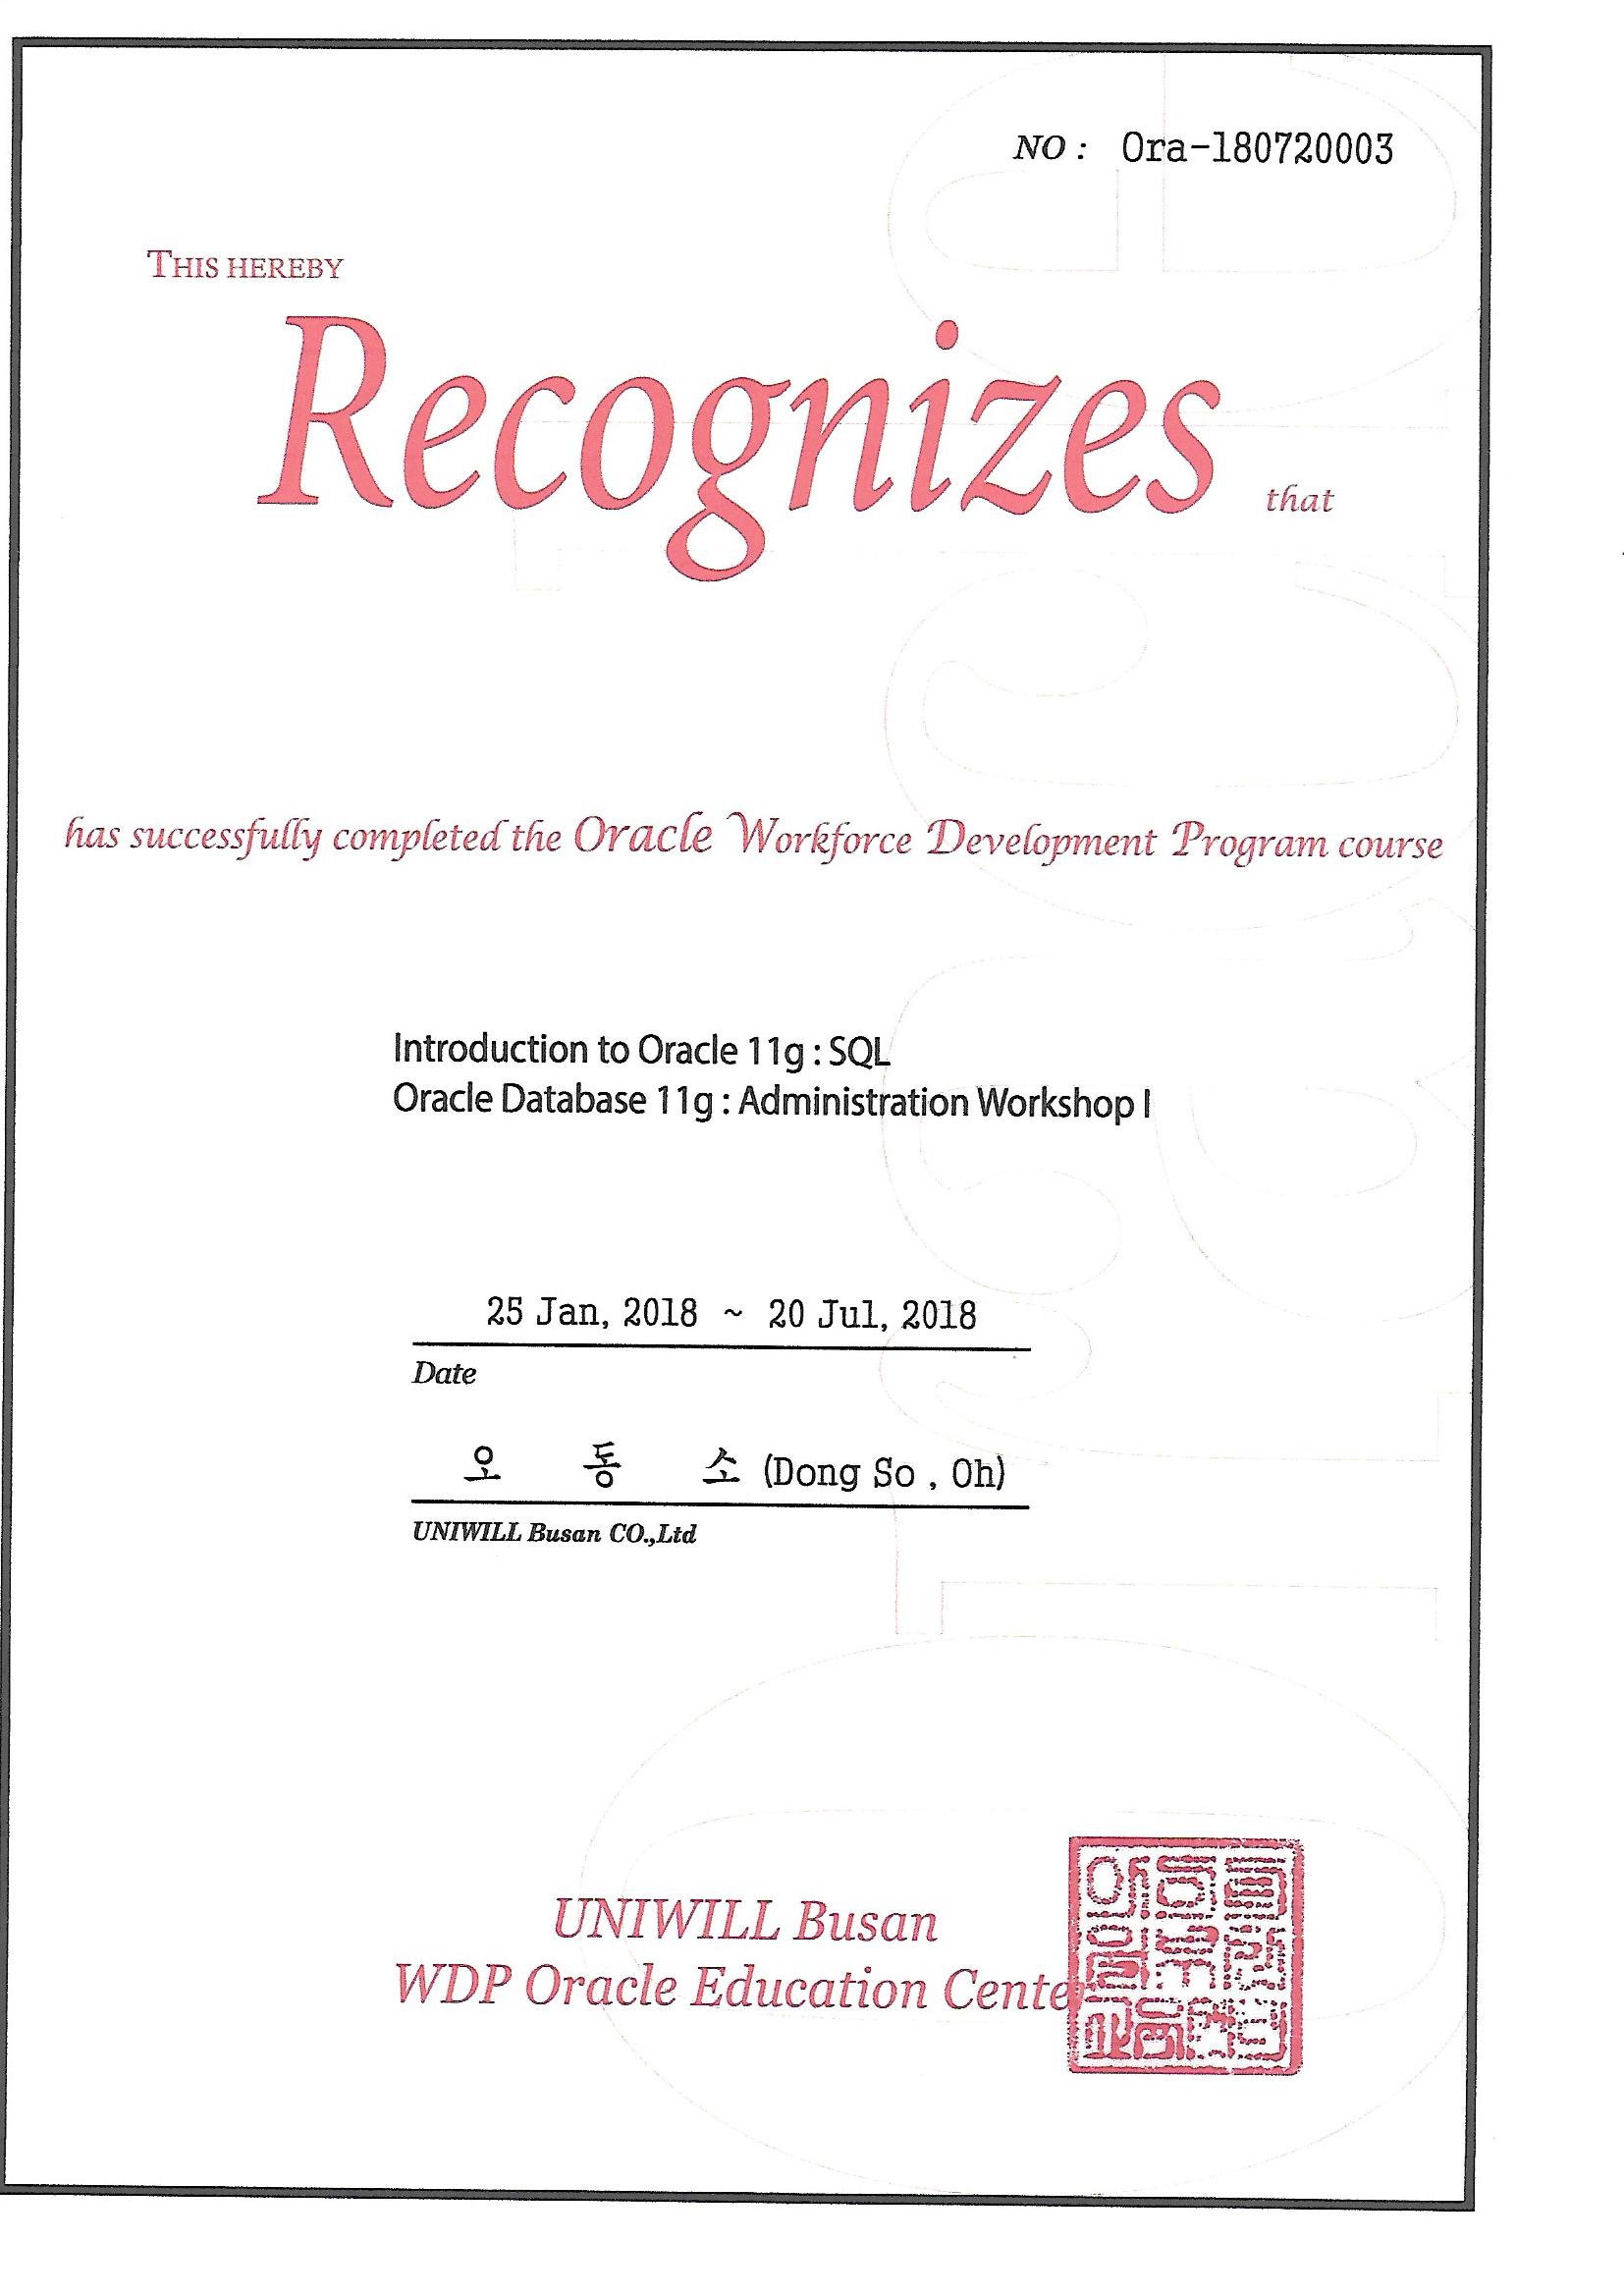 NO : Ora-180720003
THIS HEREBY
Recognizes that
has successfully completed the Oracle Workforce Development Program course
Introduction to Oracle 11g : SQL
Oracle Database 11g : Administration Workshop I
25 Jan, 2018 ~ 20 Jul, 2018
Date
오 동 소 (Dong So , Oh)
UNIWILL Busan CO.,Ltd
UNIWILL Busan
WDP Oracle Education Center